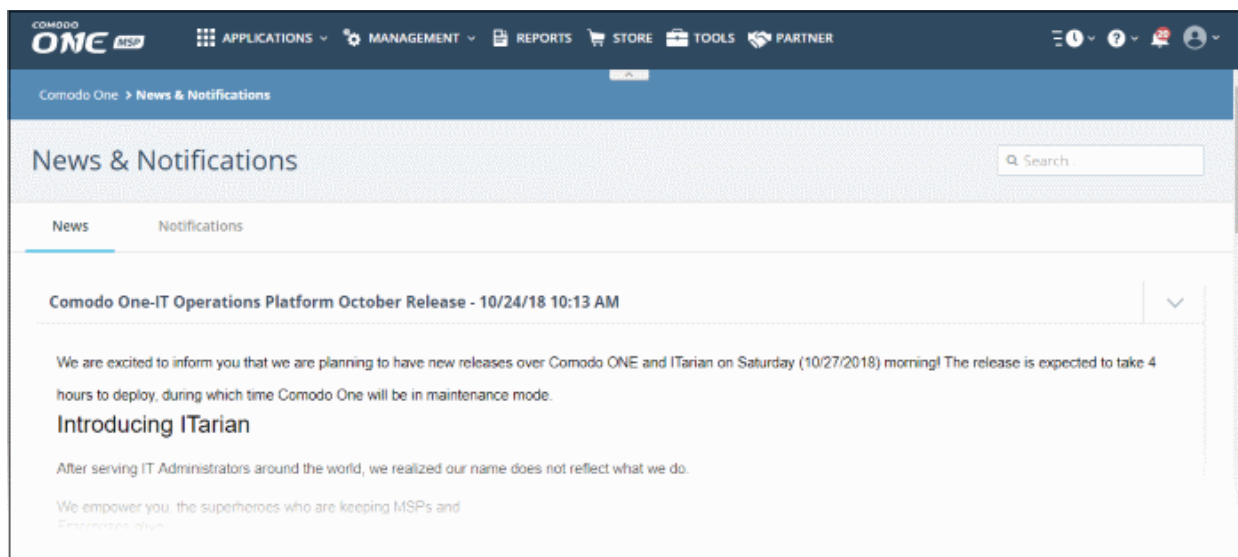 COMODO
ONE MSP
APPLICATIONS MANAGEMENT REPORTS STORE TOOLS PARTNER
20
Comodo One > News & Notifications
News & Notifications
Search
News Notifications
Comodo One-IT Operations Platform October Release - 10/24/18 10:13 AM
We are excited to inform you that we are planning to have new releases over Comodo ONE and ITarian on Saturday (10/27/2018) morning! The release is expected to take 4
hours to deploy, during which time Comodo One will be in maintenance mode.
Introducing ITarian
After serving IT Administrators around the world, we realized our name does not reflect what we do.
We empower you, the superheroes who are keeping MSPs and